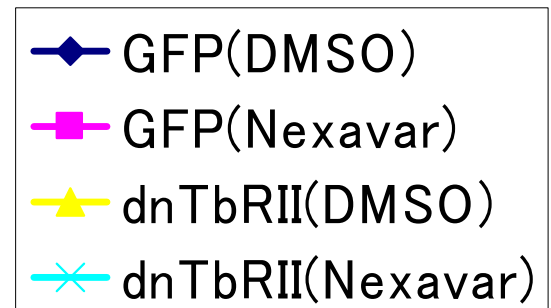 GFP(DMSO)
GFP(Nexavar)
dnTbRII(DMSO)
dnTbRII(Nexavar)